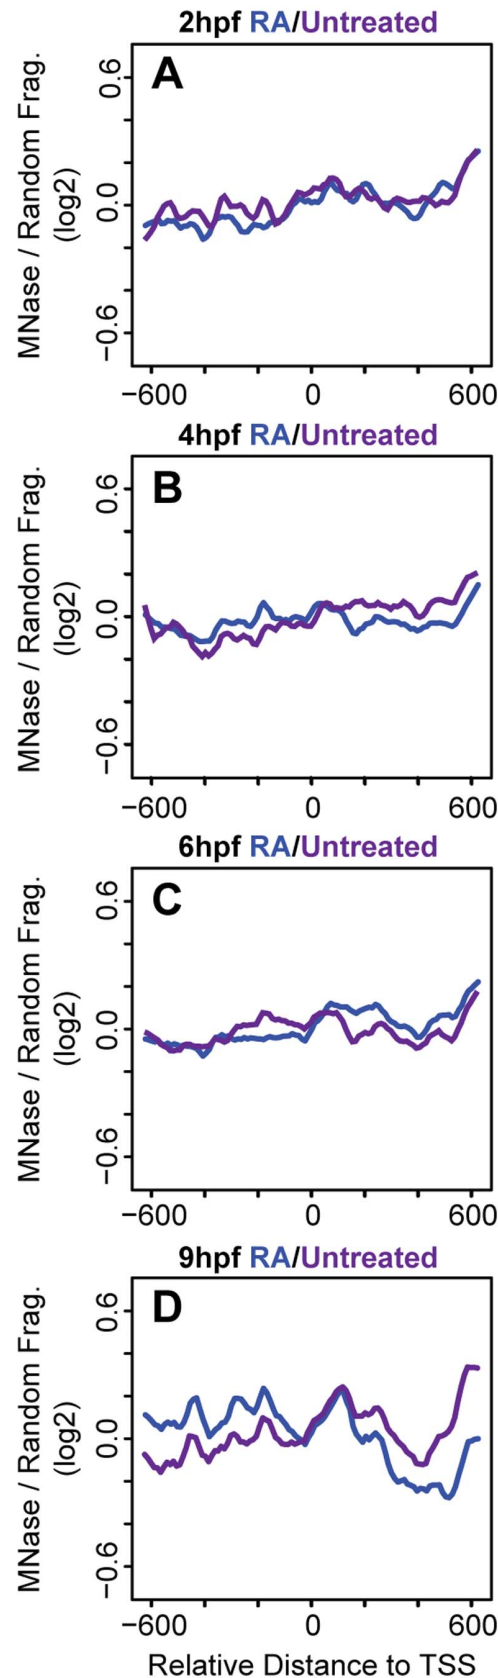 2hpf RA/Untreated
A
MNase / Random Frag.
(log2)
0.6
0.0
−0.6
−600
0
600
4hpf RA/Untreated
B
MNase / Random Frag.
(log2)
0.6
0.0
−0.6
−600
0
600
6hpf RA/Untreated
C
MNase / Random Frag.
(log2)
0.6
0.0
−0.6
−600
0
600
9hpf RA/Untreated
D
MNase / Random Frag.
(log2)
0.6
0.0
−0.6
−600
0
600
Relative Distance to TSS